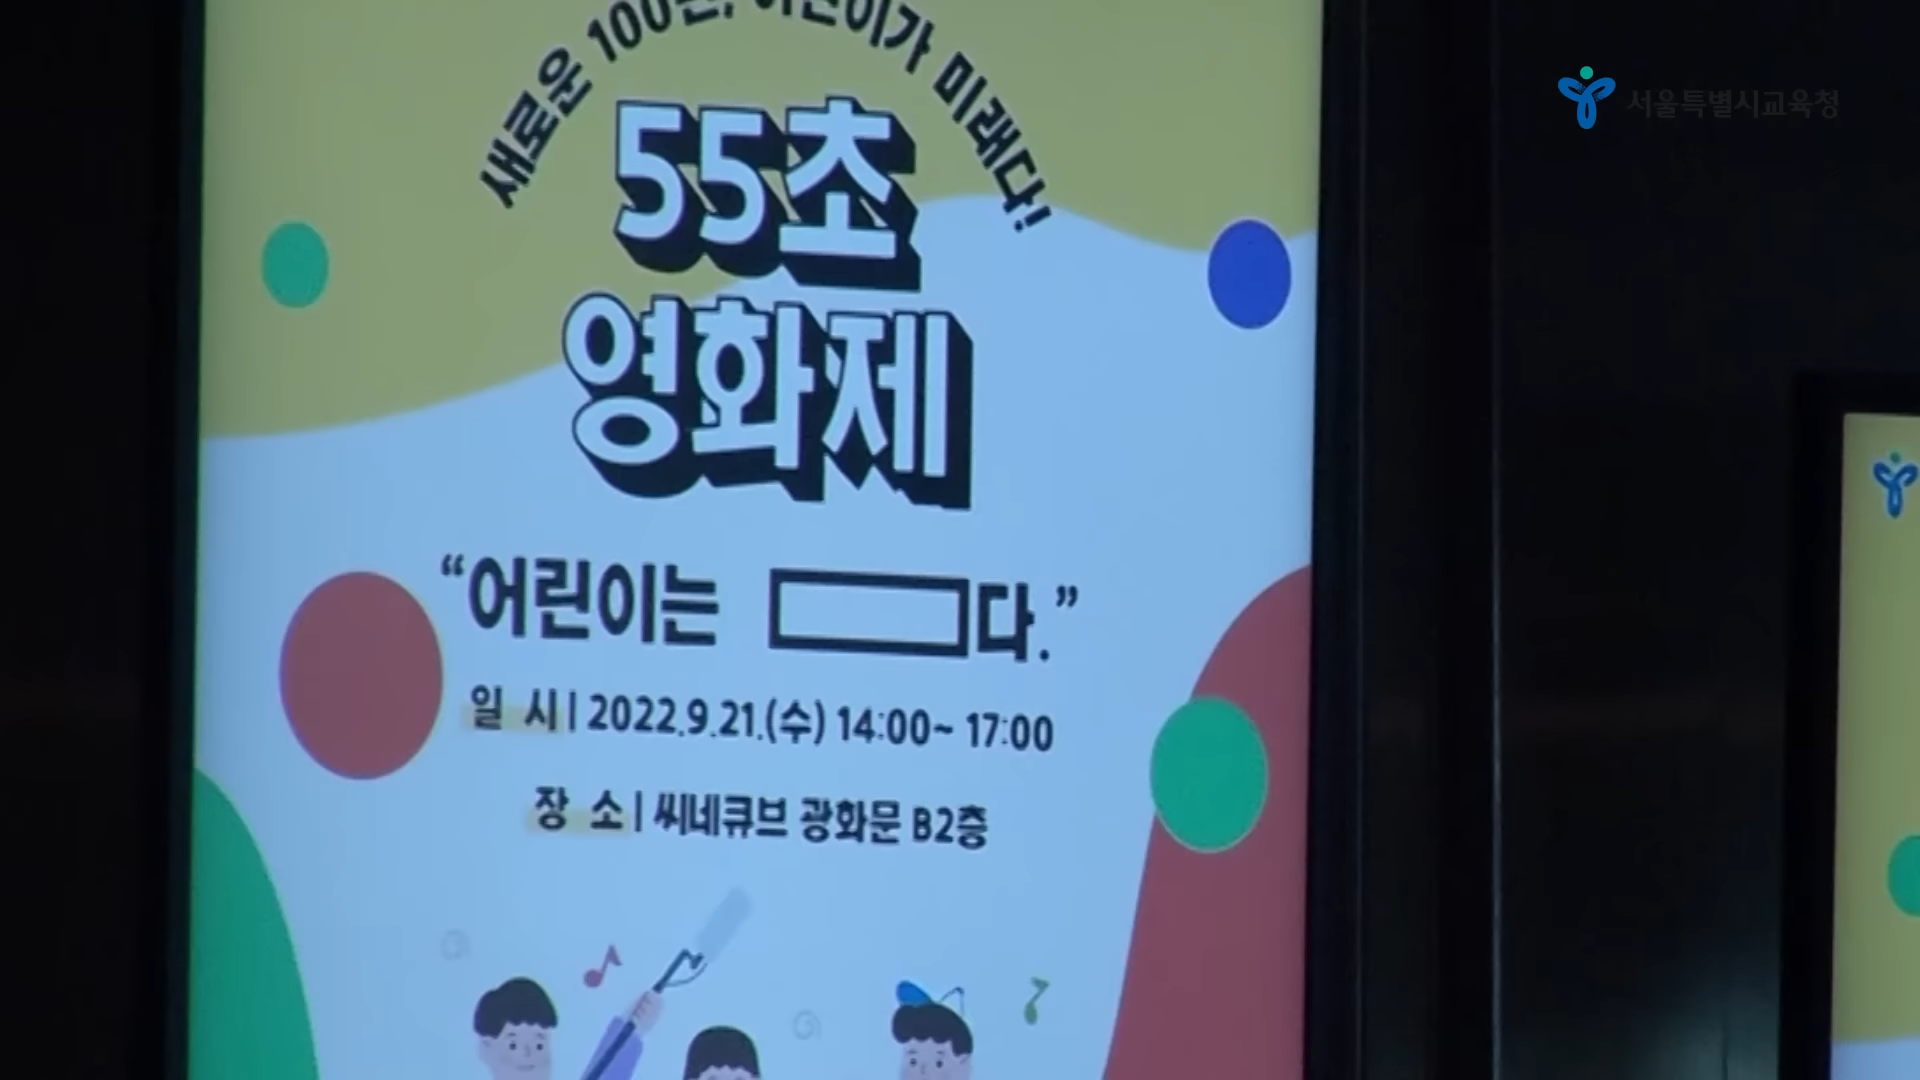 새로운 100년, 어린이가 미래다!
55초
영화제
“어린이는 다.”
일 시 | 2022.9.21.(수) 14:00~ 17:00
장 소 | 씨네큐브 광화문 B2층
서울특별시교육청